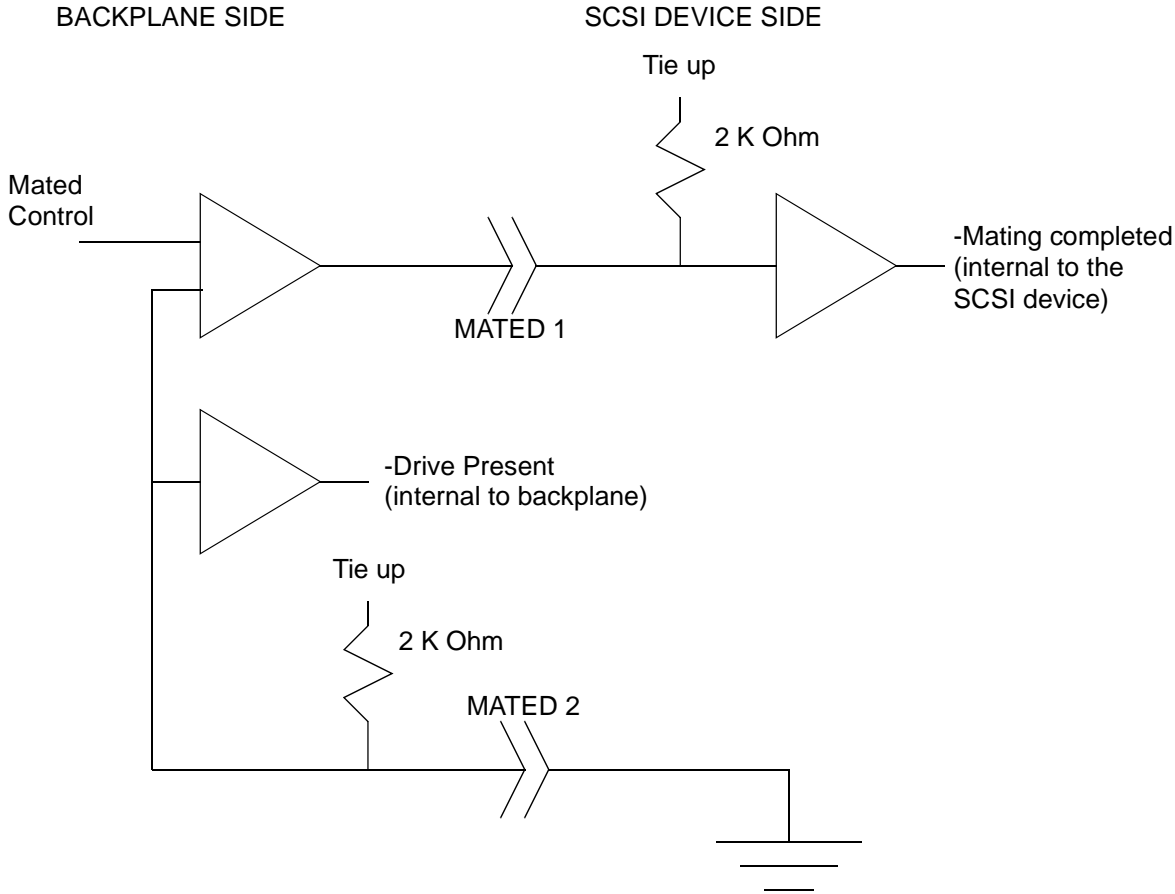 BACKPLANE SIDE
SCSI DEVICE SIDE
Tie up
2 K Ohm
Mated
Control
-Mating completed
(internal to the
SCSI device)
MATED 1
-Drive Present
(internal to backplane)
Tie up
2 K Ohm
MATED 2